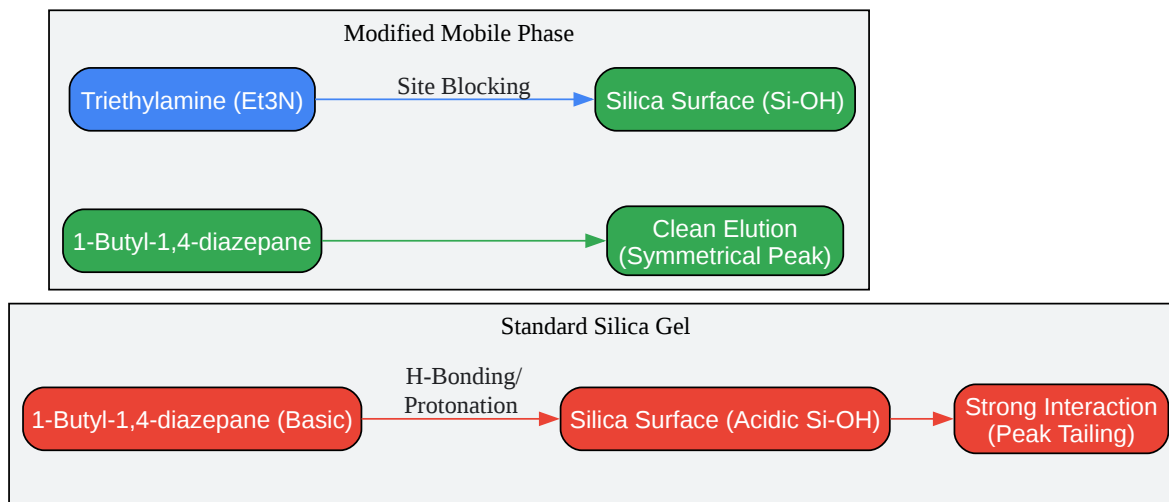 Modified Mobile Phase
Triethylamine (Et3N)
Site Blocking
Silica Surface (Si-OH)
1-Butyl-1,4-diazepane
Clean Elution
(Symmetrical Peak)
Standard Silica Gel
1-Butyl-1,4-diazepane (Basic)
H-Bonding/
Protonation
Silica Surface (Acidic Si-OH)
Strong Interaction
(Peak Tailing)